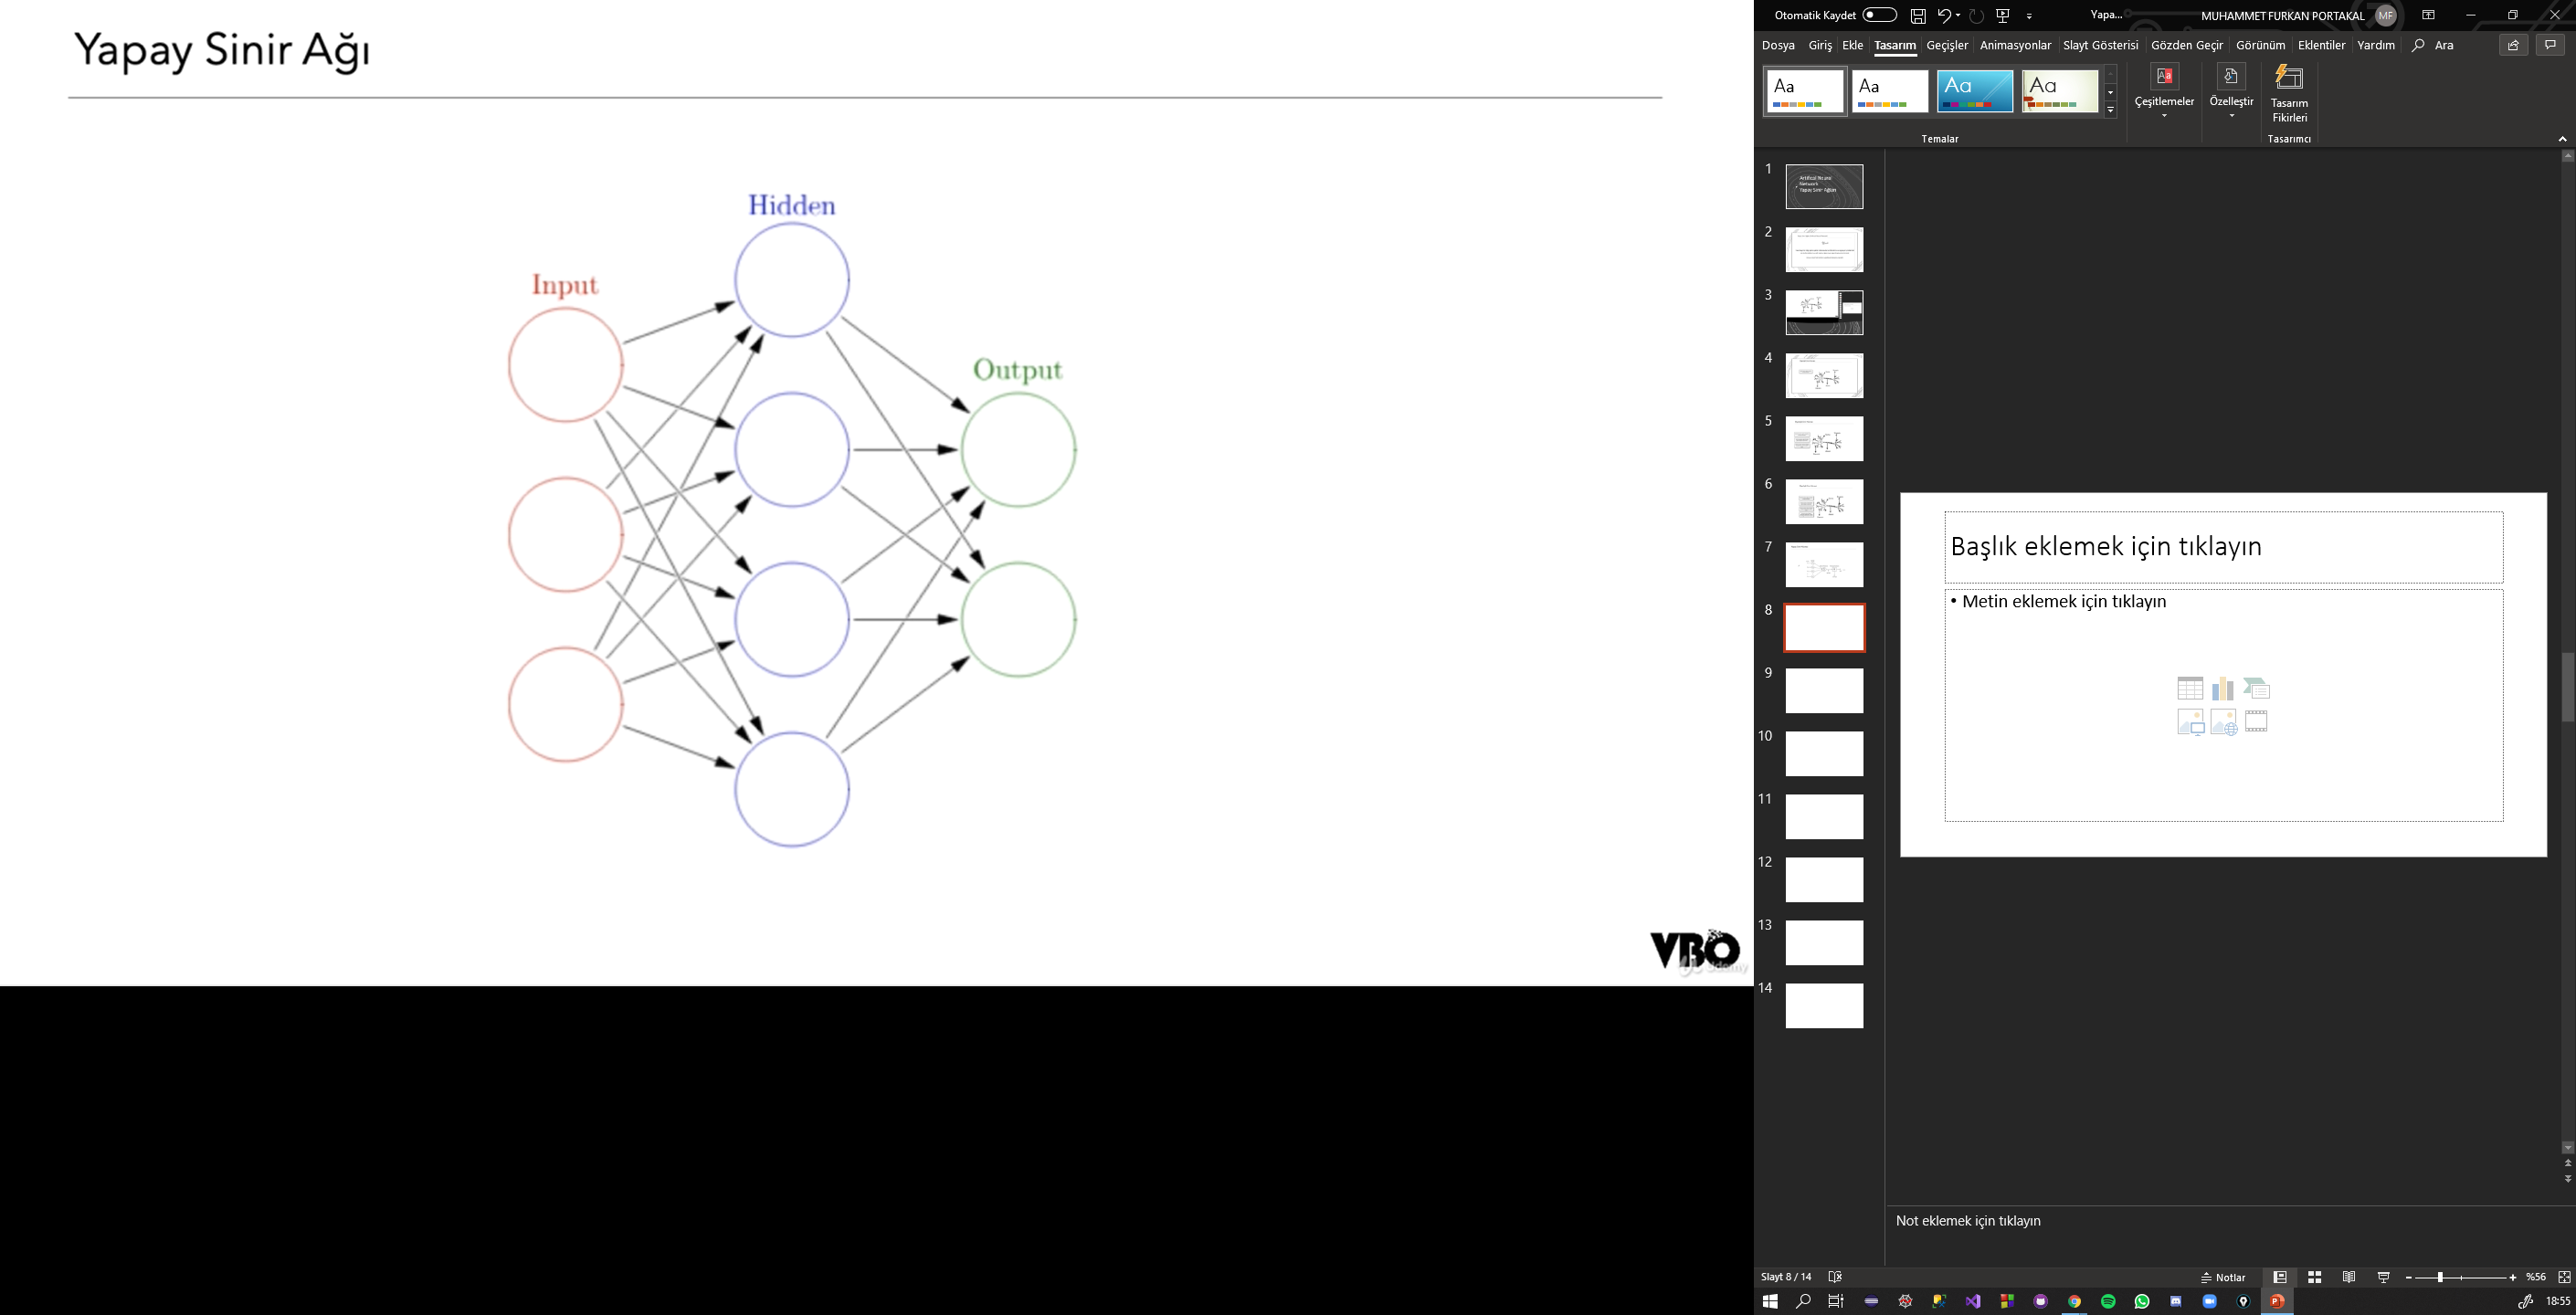 Yapay Sinir Ağı
Hidden
Input
Output
VBO
Udemy
Otomatik Kaydet
Yapa...
MUHAMMET FURKAN PORTAKAL
MF
Dosya Giriş Ekle Tasarım Geçişler Animasyonlar Slayt Gösterisi Gözden Geçir Görünüm Eklentiler Yardım Ara
Aa Aa Aa Aa
Çeşitlemeler
Özelleştir
Tasarım
Fikirleri
Temalar
Tasarımcı
1
2
3
4
5
6
7
8
9
10
11
12
13
14
Başlık eklemek için tıklayın
• Metin eklemek için tıklayın
Not eklemek için tıklayın
Slayt 8 / 14
Notlar
%56
18:55